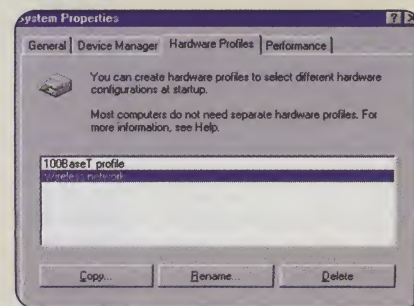 System Properties
General
Device Manager
Hardware Profiles
Performance
You can create hardware profiles to select different hardware
configurations at startup.
Most computers do not need separate hardware profiles. For
more information, see Help.
100BaseT profile
Wireless network
Copy...
Rename...
Delete